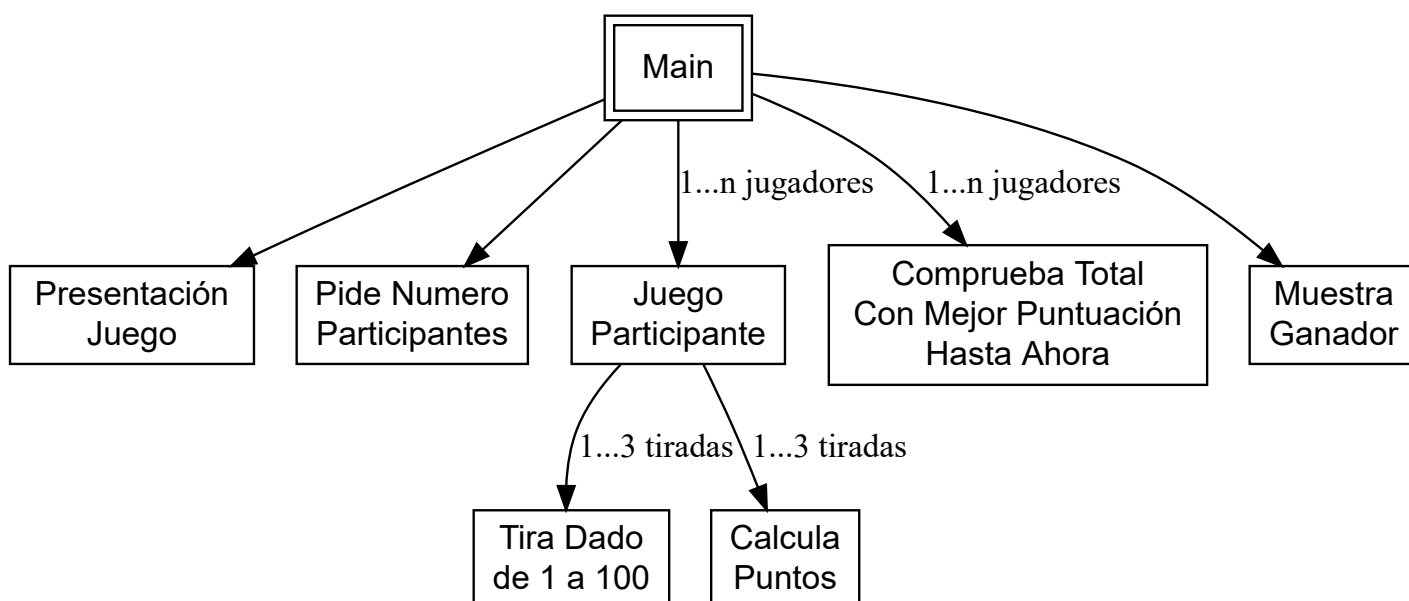 Main
1...n jugadores
1...n jugadores
Presentación
Juego
Pide Numero
Participantes
Juego
Participante
Comprueba Total
Con Mejor Puntuación
Hasta Ahora
Muestra
Ganador
1...3 tiradas
1...3 tiradas
Tira Dado
de 1 a 100
Calcula
Puntos